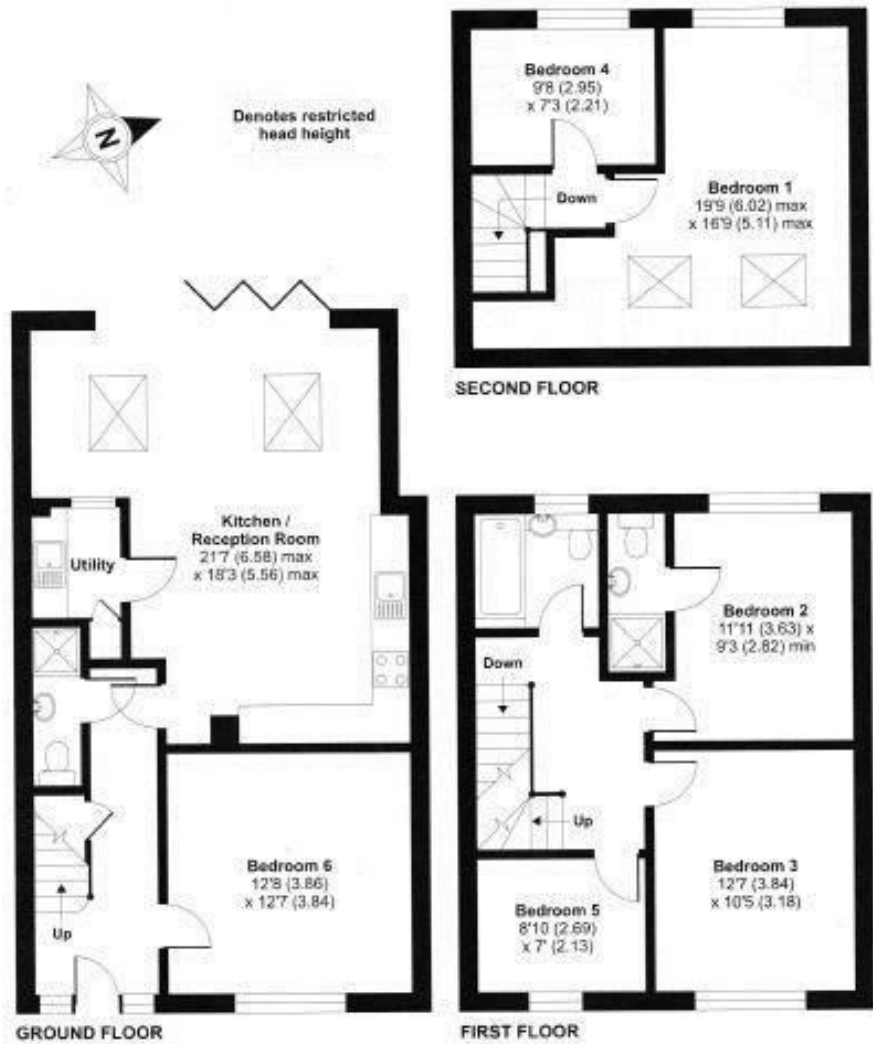 N
Denotes restricted
head height
Bedroom 4
9'8 (2.95)
x 7'3 (2.21)
Down
Bedroom 1
19'9 (6.02) max
x 16'9 (5.11) max
SECOND FLOOR
Kitchen /
Reception Room
21'7 (6.58) max
x 18'3 (5.56) max
Utility
Bedroom 6
12'8 (3.86)
x 12'7 (3.84)
Up
GROUND FLOOR
Bedroom 2
11'11 (3.63) x
9'3 (2.82) min
Down
Up
Bedroom 3
12'7 (3.84)
x 10'5 (3.18)
Bedroom 5
8'10 (2.69)
x 7' (2.13)
FIRST FLOOR